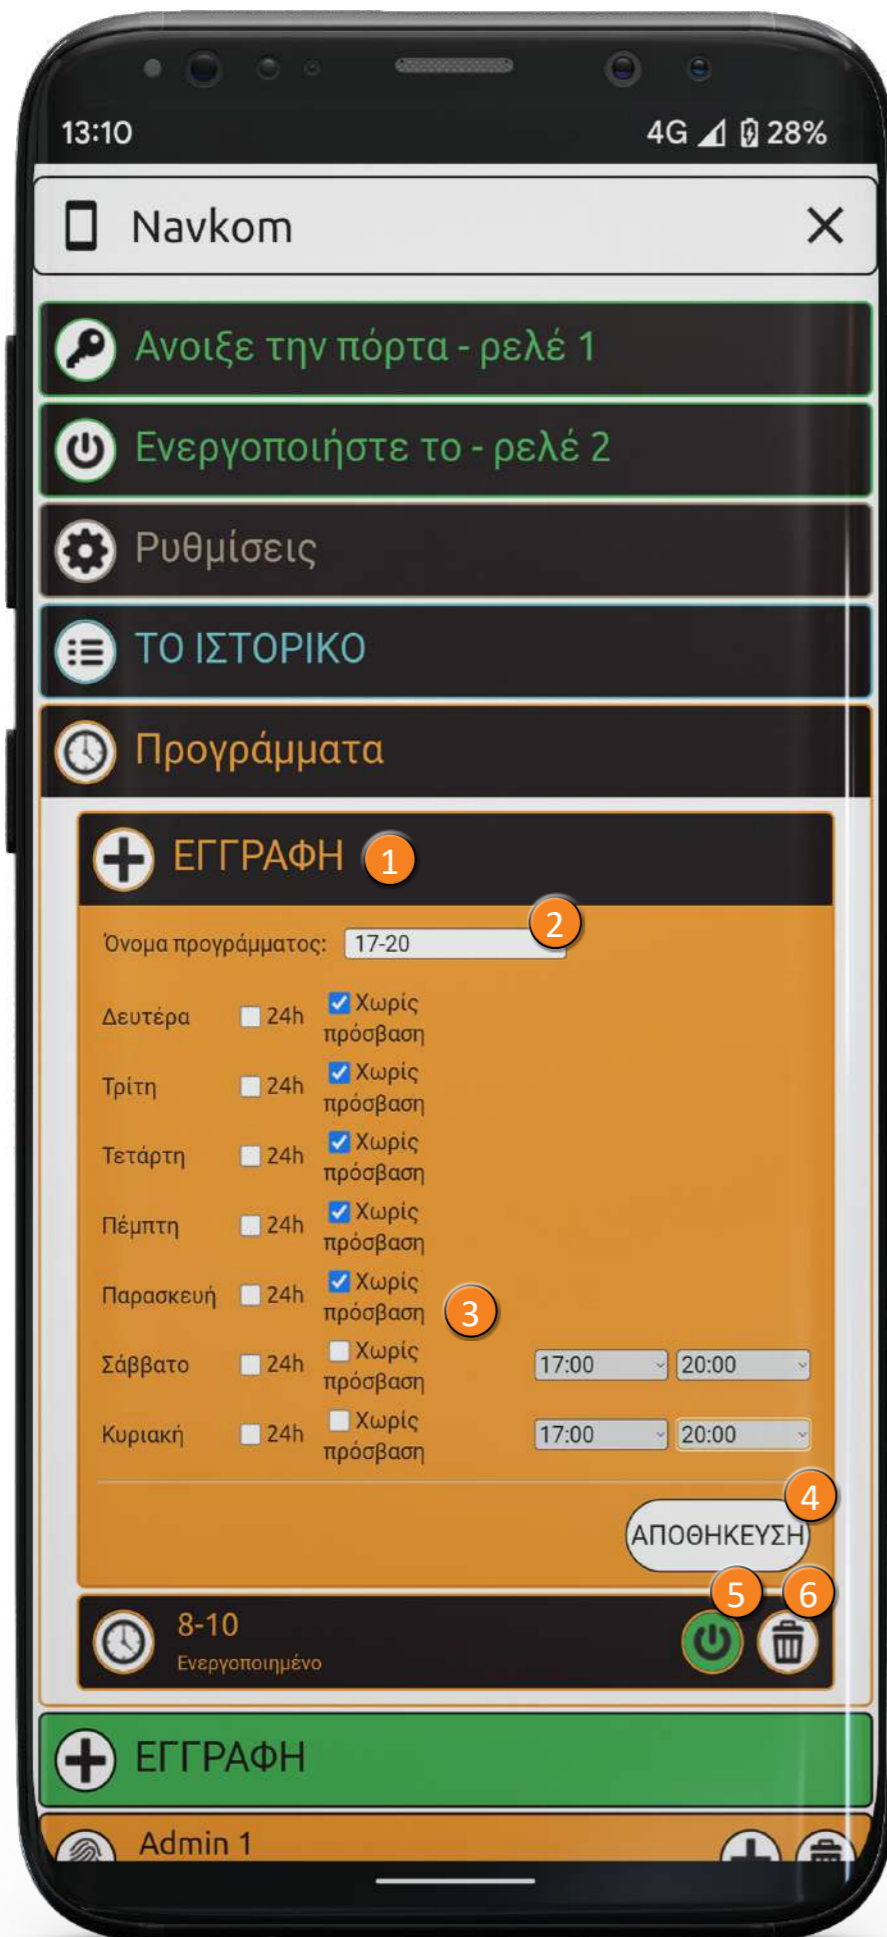 13:10 4G 28%
Navkom
Ανοιξε την πόρτα - ρελέ 1
Ενεργοποιήστε το - ρελέ 2
Ρυθμίσεις
ΤΟ ΙΣΤΟΡΙΚΟ
Προγράμματα
ΕΓΓΡΑΦΗ 1
2
Όνομα προγράμματος: 17-20
Δευτέρα 24h Χωρίς
πρόσβαση
Τρίτη 24h Χωρίς
πρόσβαση
Τετάρτη 24h Χωρίς
πρόσβαση
Πέμπτη 24h Χωρίς
πρόσβαση
Παρασκευή 24h Χωρίς
πρόσβαση 3
Σάββατο 24h Χωρίς 17:00 20:00
πρόσβαση
Κυριακή 24h Χωρίς 17:00 20:00
πρόσβαση
4
ΑΠΟΘΗΚΕΥΣΗ
5 6
8-10
Ενεργοποιημένο
ΕΓΓΡΑΦΗ
Admin 1